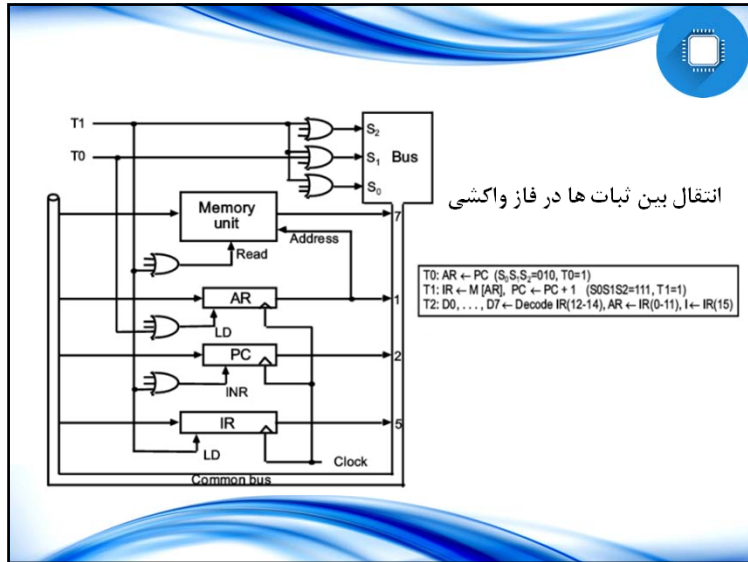 T1
T0
S₂
S₁ Bus
S₀
انتقال بین ثبات ها در فاز واکشی
Memory
unit
7
Address
Read
AR
1
LD
PC
2
INR
IR
5
LD
Clock
Common bus
T0: AR ← PC (S₀S₁S₂=010, T0=1)
T1: IR ← M [AR], PC ← PC + 1 (S0S1S2=111, T1=1)
T2: D0, . . . , D7 ← Decode IR(12-14), AR ← IR(0-11), I ← IR(15)